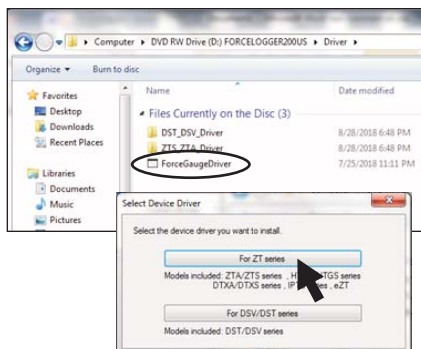 Computer ▸ DVD RW Drive (D:) FORCELOGGER200US ▸ Driver ▸
Organize ▾ Burn to disc
Name Date modified
Favorites
Desktop
Downloads
Recent Places
Libraries
Documents
Music
Pictures
Files Currently on the Disc (3)
DST_DSV_Driver 8/28/2018 6:48 PM
ZTS_ZTA_Driver 8/28/2018 6:48 PM
ForceGaugeDriver 7/25/2018 11:11 PM
Select Device Driver
Select the device driver you want to install.
For ZT series
Models included: ZTA/ZTS series , TGS series
DTXA/DTXS series , eZT
For DSV/DST series
Models included: DST/DSV series